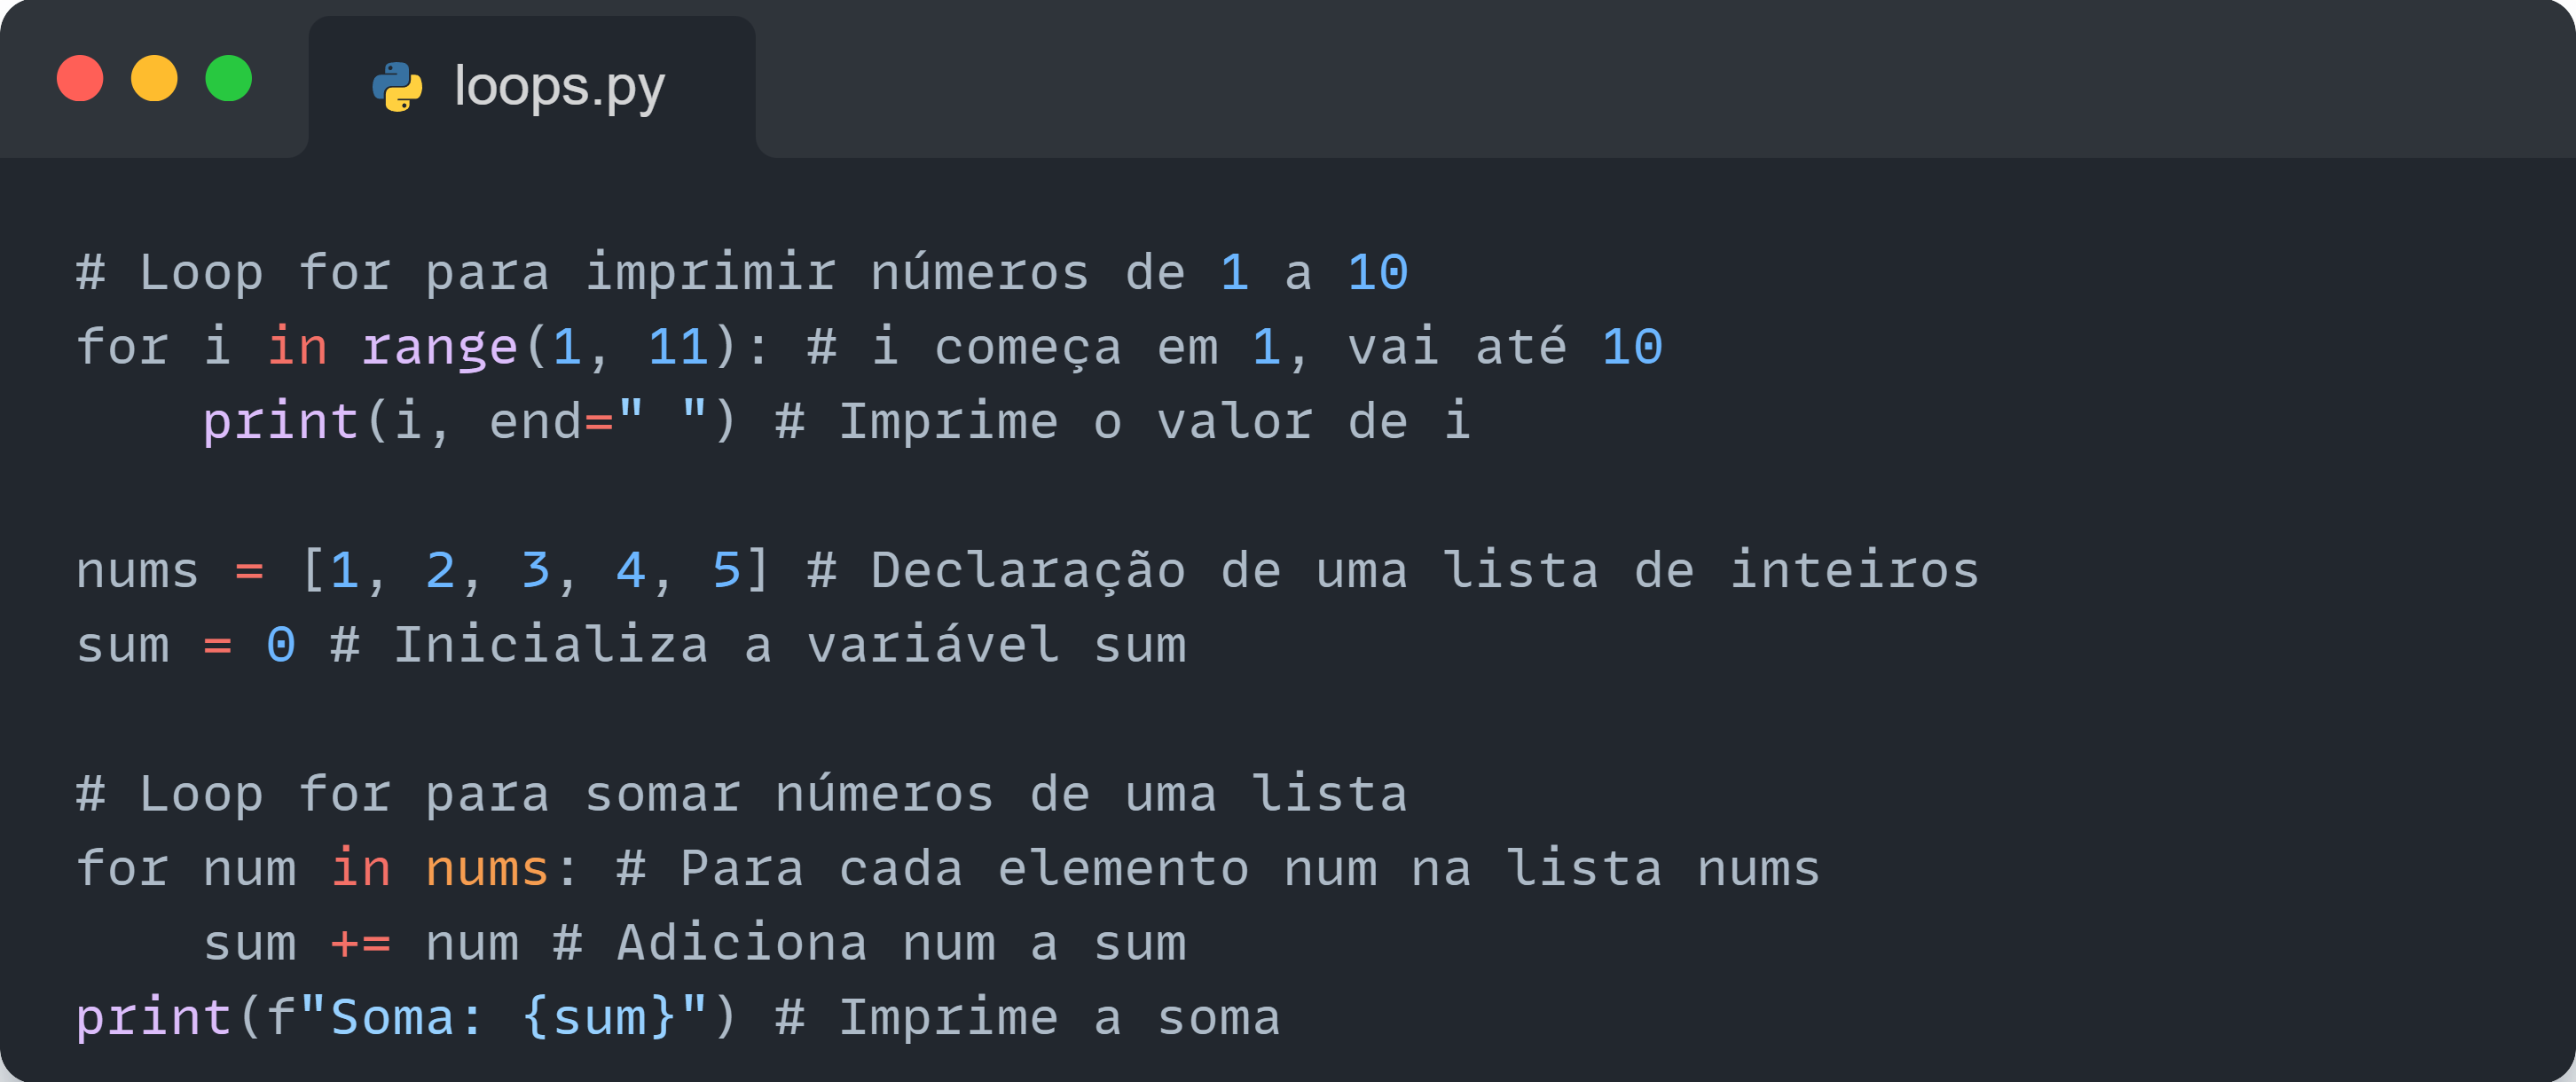 loops.py
# Loop for para imprimir números de 1 a 10
for i in range(1, 11): # i começa em 1, vai até 10
    print(i, end=" ") # Imprime o valor de i
nums = [1, 2, 3, 4, 5] # Declaração de uma lista de inteiros
sum = 0 # Inicializa a variável sum
# Loop for para somar números de uma lista
for num in nums: # Para cada elemento num na lista nums
    sum += num # Adiciona num a sum
print(f"Soma: {sum}") # Imprime a soma